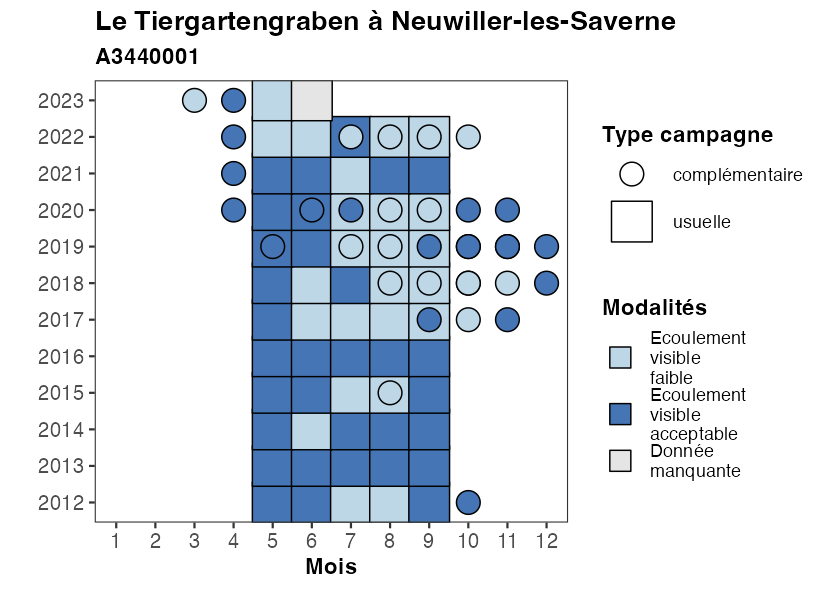 Le Tiergartengraben à Neuwiller-les-Saverne
A3440001
2023
2022
2021
2020
2019
2018
2017
2016
2015
2014
2013
2012
1 2 3 4 5 6 7 8 9 10 11 12
Mois
Type campagne
complémentaire
usuelle
Modalités
Ecoulement
visible
faible
Ecoulement
visible
acceptable
Donnée
manquante